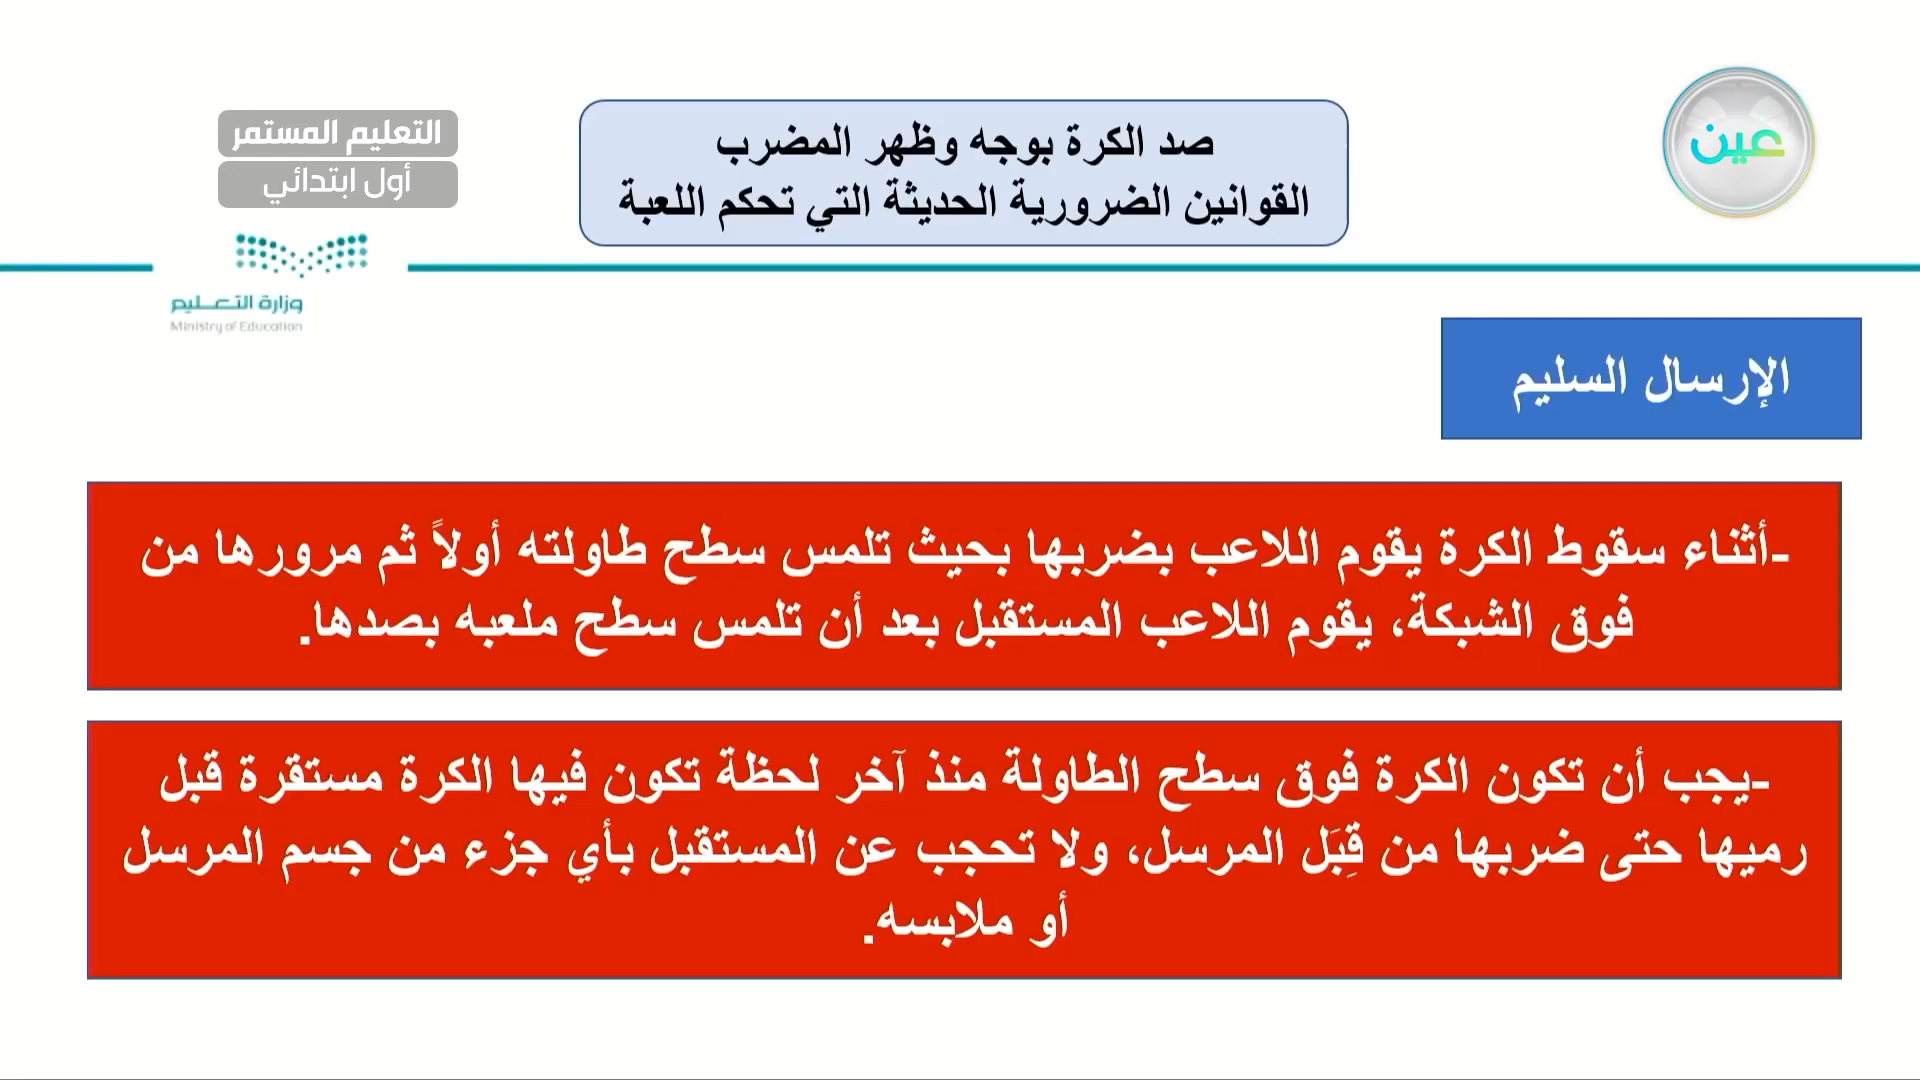 عين
صد الكرة بوجه وظهر المضرب
القوانين الضرورية الحديثة التي تحكم اللعبة
التعليم المستمر
أول ابتدائي
وزارة التعـليم
Ministry of Education
الإرسال السليم
-أثناء سقوط الكرة يقوم اللاعب بضربها بحيث تلمس سطح طاولته أولاً ثم مرورها من
فوق الشبكة، يقوم اللاعب المستقبل بعد أن تلمس سطح ملعبه بصدها.
-يجب أن تكون الكرة فوق سطح الطاولة منذ آخر لحظة تكون فيها الكرة مستقرة قبل
رميها حتى ضربها من قِبَل المرسل، ولا تحجب عن المستقبل بأي جزء من جسم المرسل
أو ملابسه.